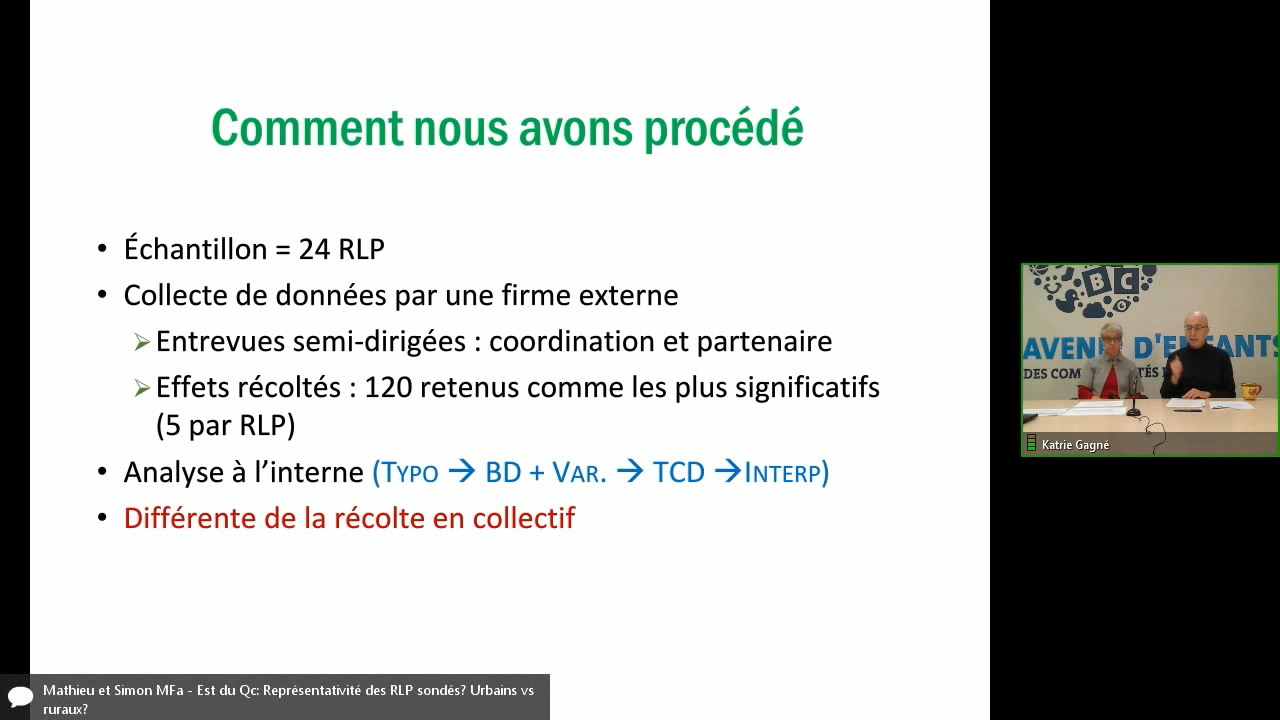 Comment nous avons procédé
• Échantillon = 24 RLP
• Collecte de données par une firme externe
➢ Entrevues semi-dirigées : coordination et partenaire
➢ Effets récoltés : 120 retenus comme les plus significatifs
(5 par RLP)
• Analyse à l’interne (TYPO → BD + VAR. → TCD →INTERP)
• Différente de la récolte en collectif
B C
AVENIR D'ENFANTS
DES COM
Katrie Gagné
Mathieu et Simon MFa - Est du Qc: Représentativité des RLP sondés? Urbains vs
ruraux?